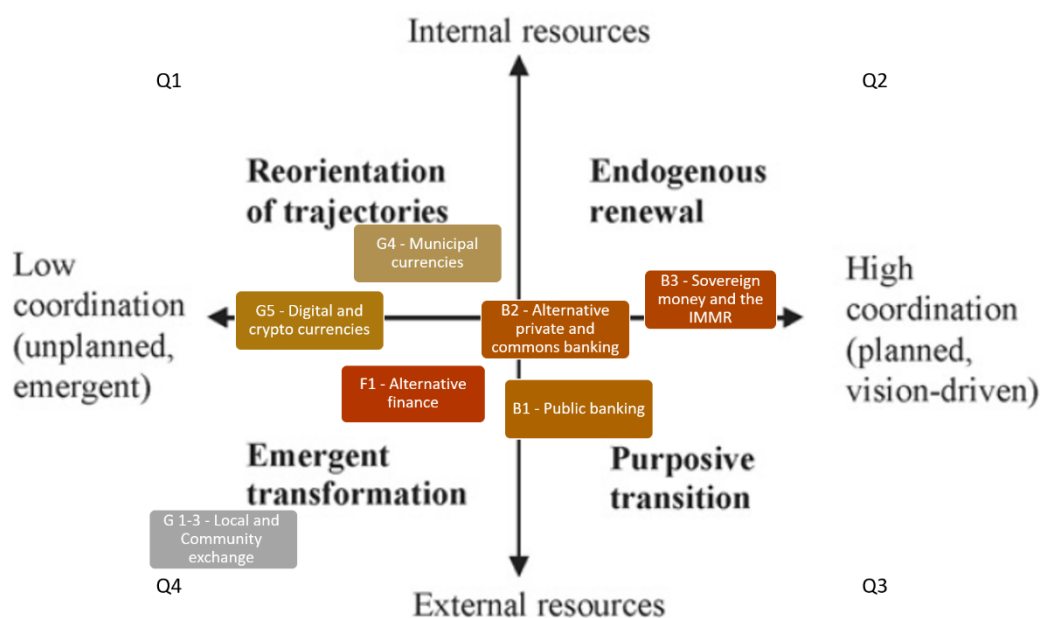 Internal resources
Q1
Q2
Reorientation
of trajectories
Endogenous
renewal
G4 - Municipal
currencies
Low
coordination
(unplanned,
emergent)
G5 - Digital and
crypto currencies
B2 - Alternative
private and
commons banking
B3 - Sovereign
money and the
IMMR
High
coordination
(planned,
vision-driven)
F1 - Alternative
finance
B1 - Public banking
Emergent
transformation
Purposive
transition
G 1-3 - Local and
Community
exchange
Q4
External resources
Q3